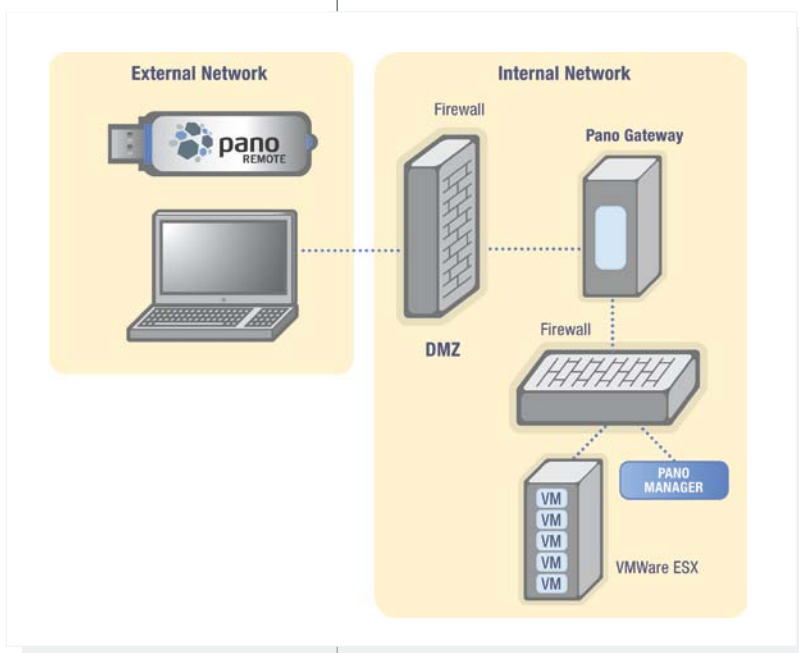 External Network
pano
REMOTE
Internal Network
Firewall
Pano Gateway
DMZ
Firewall
PANO
MANAGER
VM
VM
VM
VM
VM
VMWare ESX